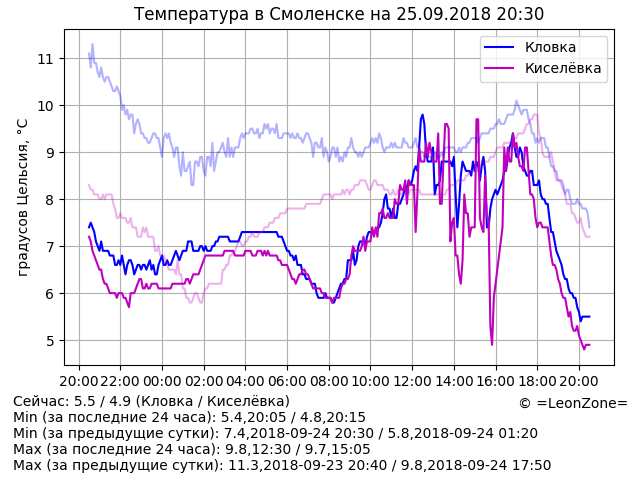 Температура в Смоленске на 25.09.2018 20:30
11
10
9
8
7
6
5
градусов Цельсия, °C
Кловка
Киселёвка
20:00 22:00 00:00 02:00 04:00 06:00 08:00 10:00 12:00 14:00 16:00 18:00 20:00
Сейчас: 5.5 / 4.9 (Кловка / Киселёвка)
© =LeonZone=
Min (за последние 24 часа): 5.4,20:05 / 4.8,20:15
Min (за предыдущие сутки): 7.4,2018-09-24 20:30 / 5.8,2018-09-24 01:20
Max (за последние 24 часа): 9.8,12:30 / 9.7,15:05
Max (за предыдущие сутки): 11.3,2018-09-23 20:40 / 9.8,2018-09-24 17:50